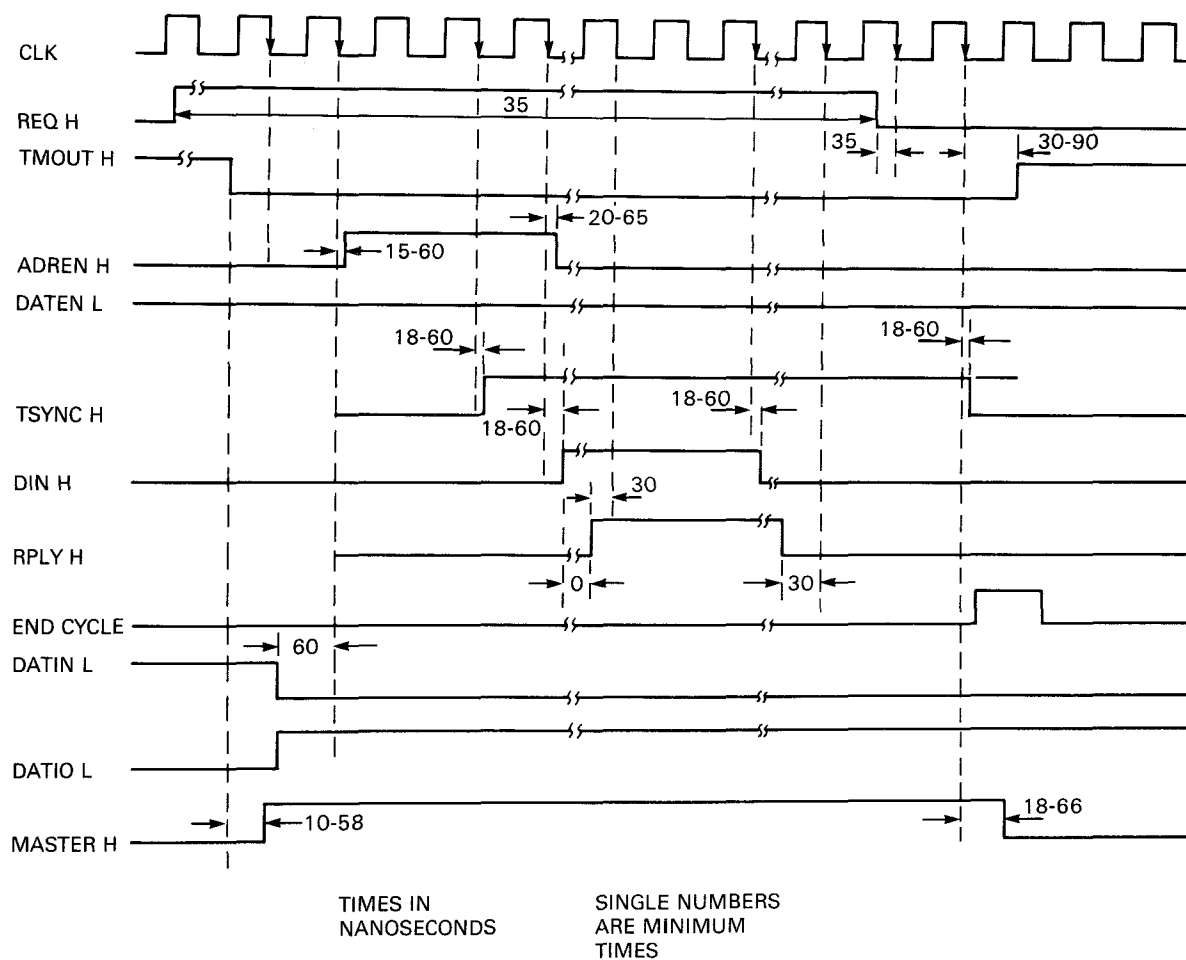 CLK
REQ H
35
TMOUT H
35
30-90
20-65
ADREN H
15-60
DATEN L
18-60
18-60
TSYNC H
18-60
18-60
DIN H
30
RPLY H
0
30
END CYCLE
60
DATIN L
DATIO L
10-58
18-66
MASTER H
TIMES IN
NANOSECONDS
SINGLE NUMBERS
ARE MINIMUM
TIMES